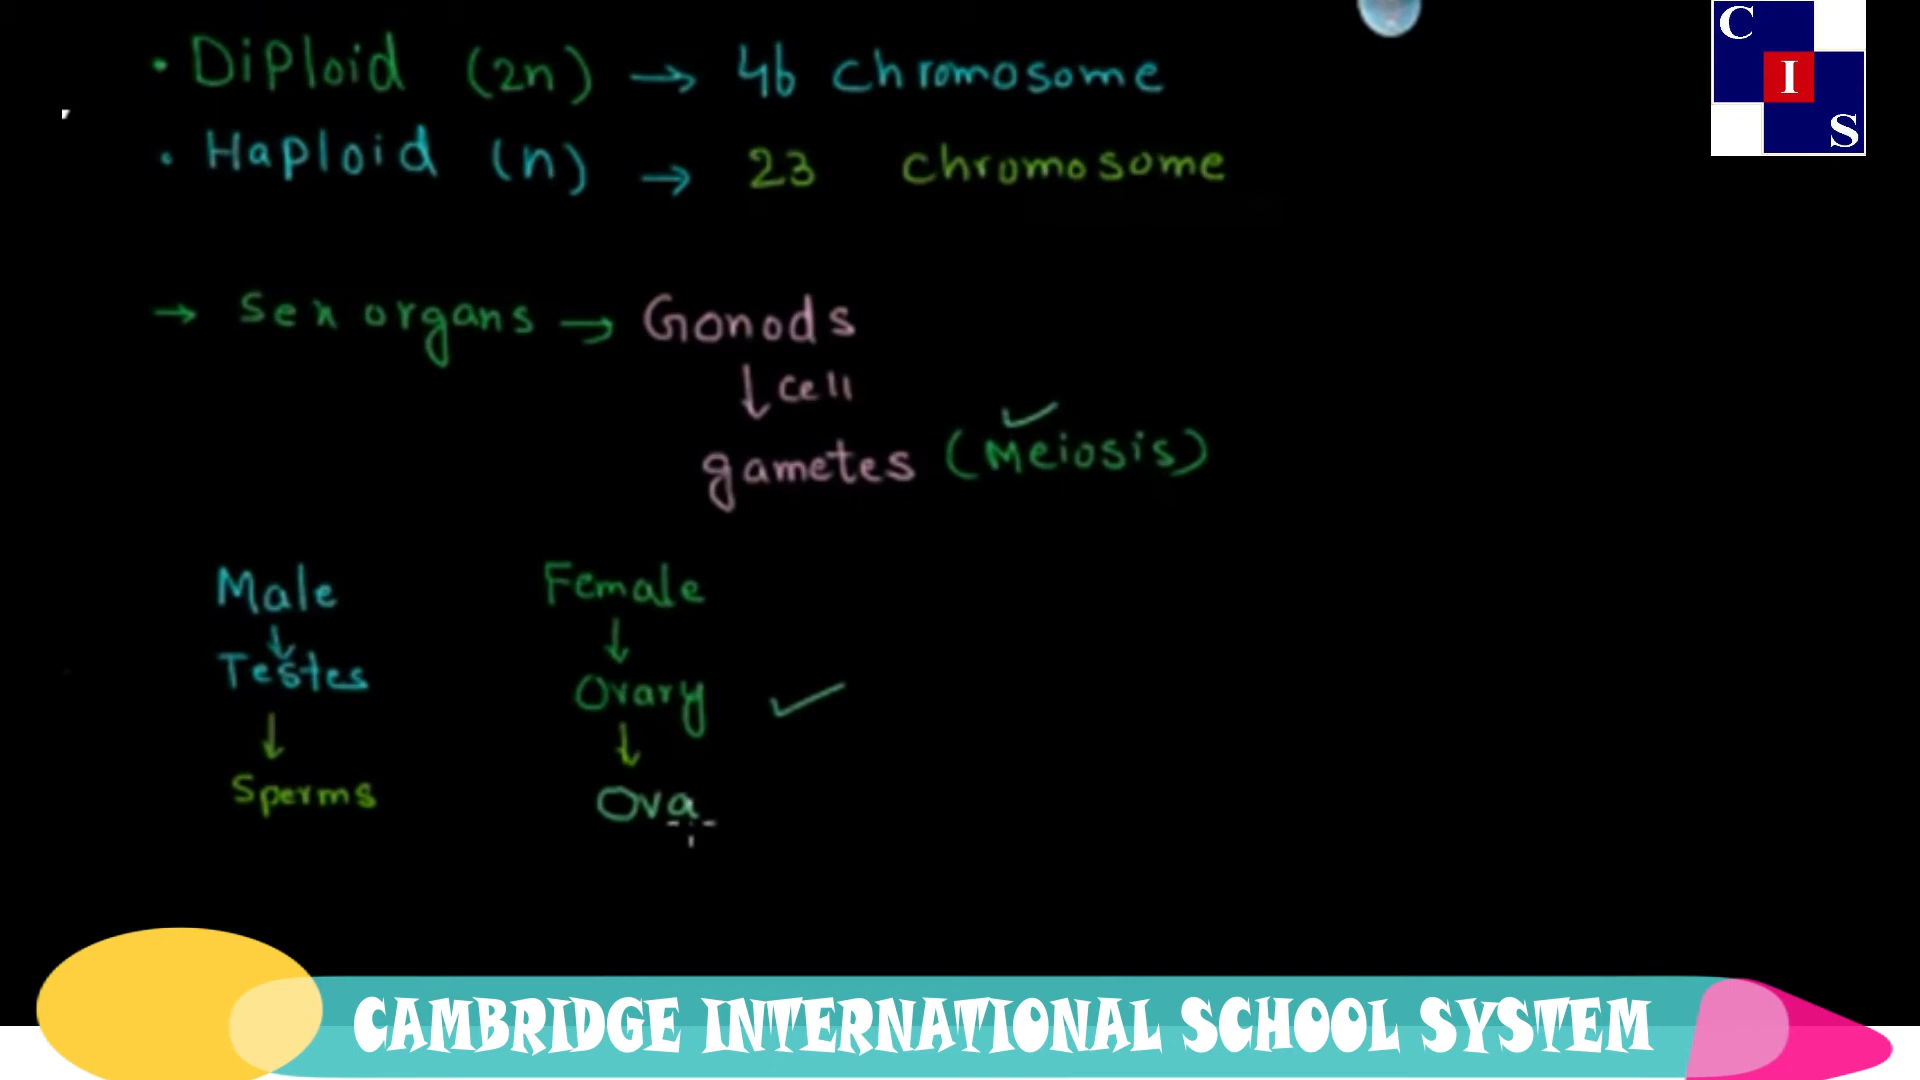 • Diploid (2n) → 46 chromosome
• Haploid (n) → 23 chromosome
→ Sex organs → Gonods
↓ cell
gametes (Meiosis)
Male Female
↓ ↓
Testes Ovary
↓ ↓
Sperms Ova
C
I
S
CAMBRIDGE INTERNATIONAL SCHOOL SYSTEM